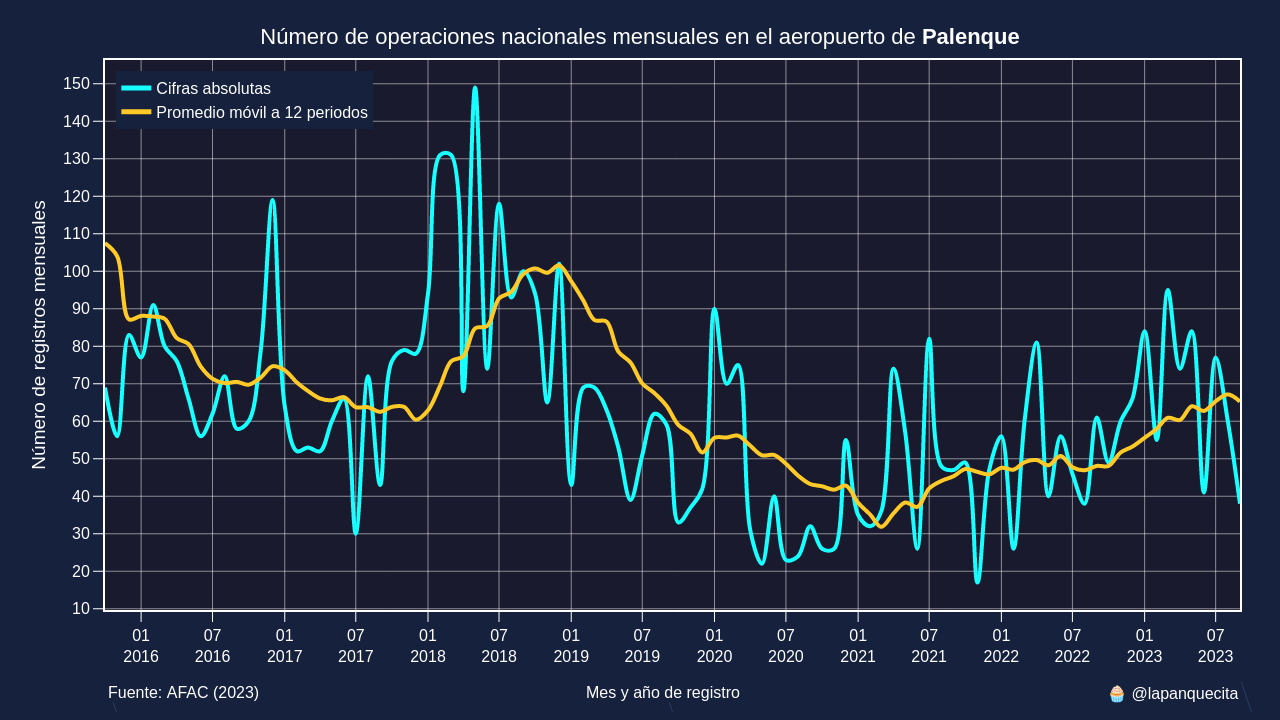 Número de operaciones nacionales mensuales en el aeropuerto de Palenque
Cifras absolutas
Promedio móvil a 12 periodos
Número de registros mensuales
150
140
130
120
110
100
90
80
70
60
50
40
30
20
10
01 07 01 07 01 07 01 07 01 07 01 07 01 07 01 07
2016 2016 2017 2017 2018 2018 2019 2019 2020 2020 2021 2021 2022 2022 2023 2023
Fuente: AFAC (2023) Mes y año de registro 🧁 @lapanquecita